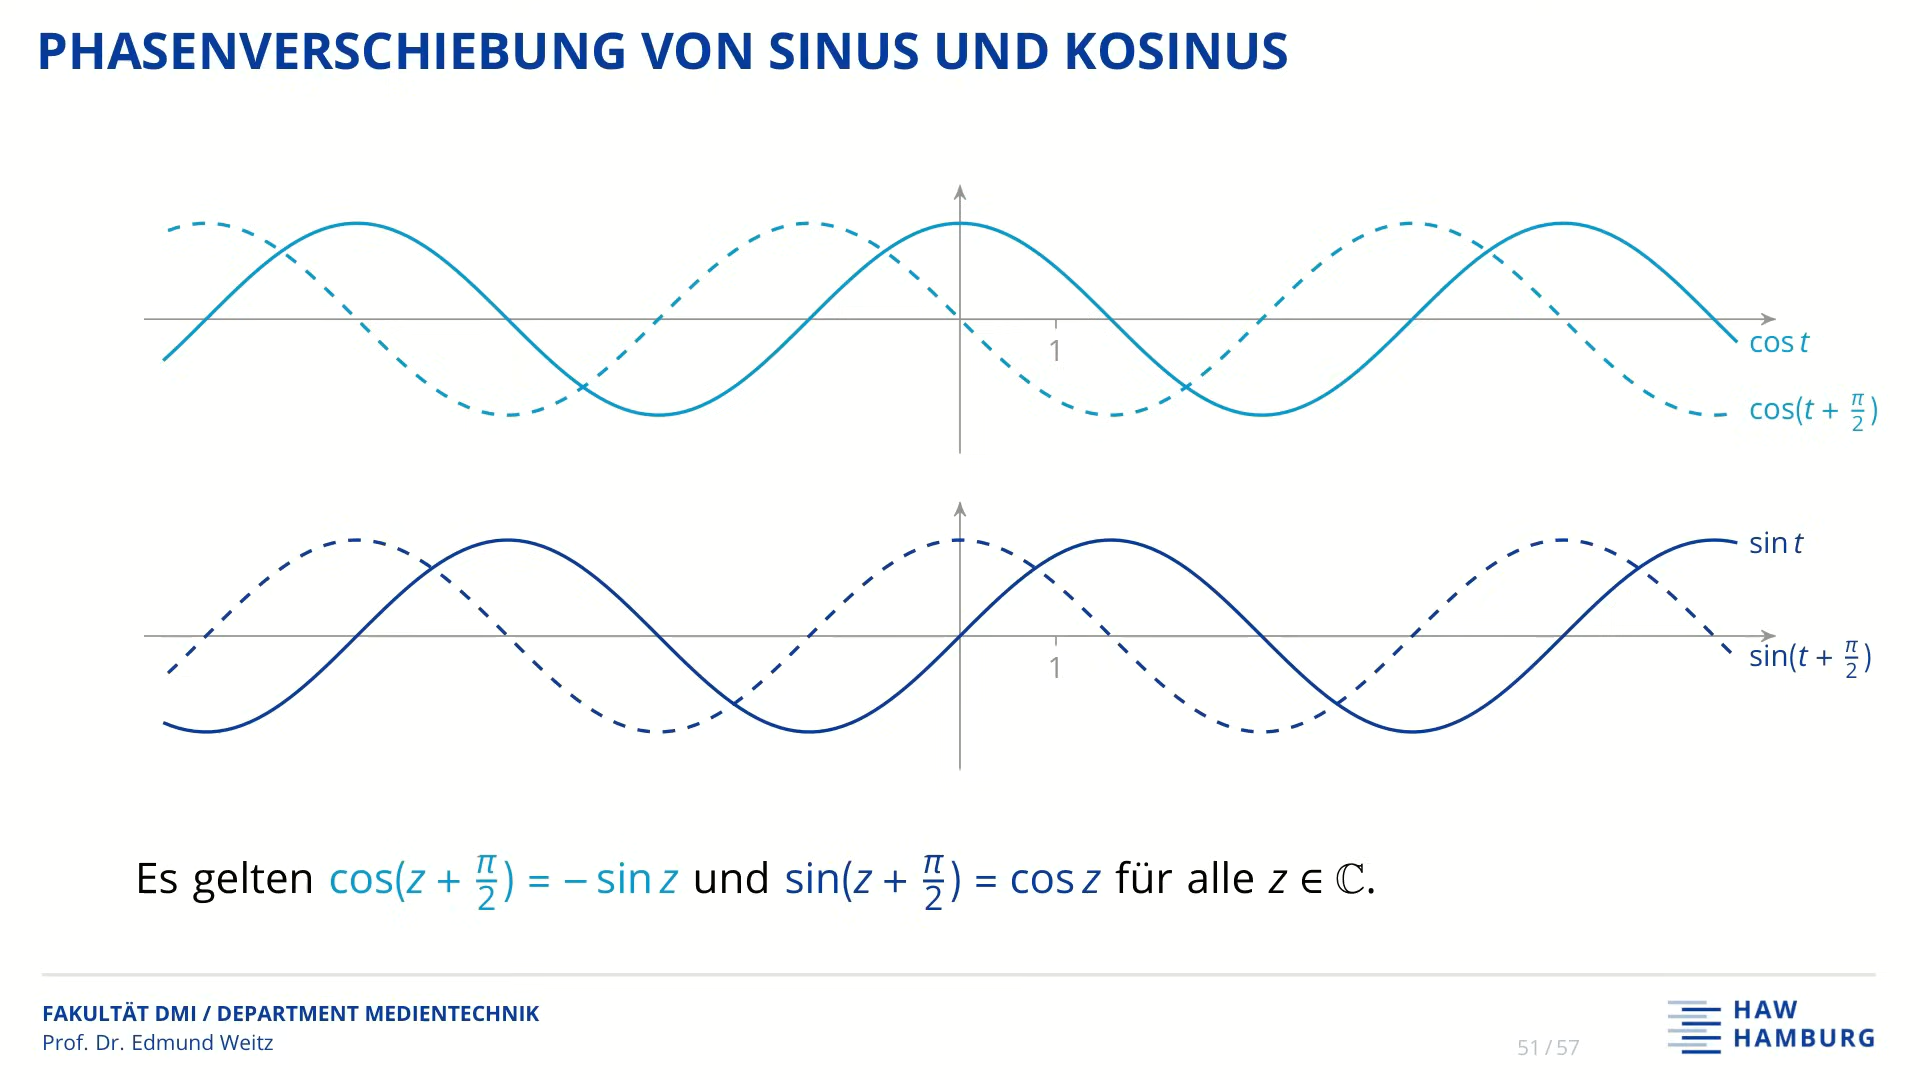 PHASENVERSCHIEBUNG VON SINUS UND KOSINUS
1
cos t
cos(t + π/2)
sin t
1
sin(t + π/2)
Es gelten cos(z + π/2) = − sin z und sin(z + π/2) = cos z für alle z ∈ ℂ.
FAKULTÄT DMI / DEPARTMENT MEDIENTECHNIK
Prof. Dr. Edmund Weitz
51 / 57
HAW
HAMBURG